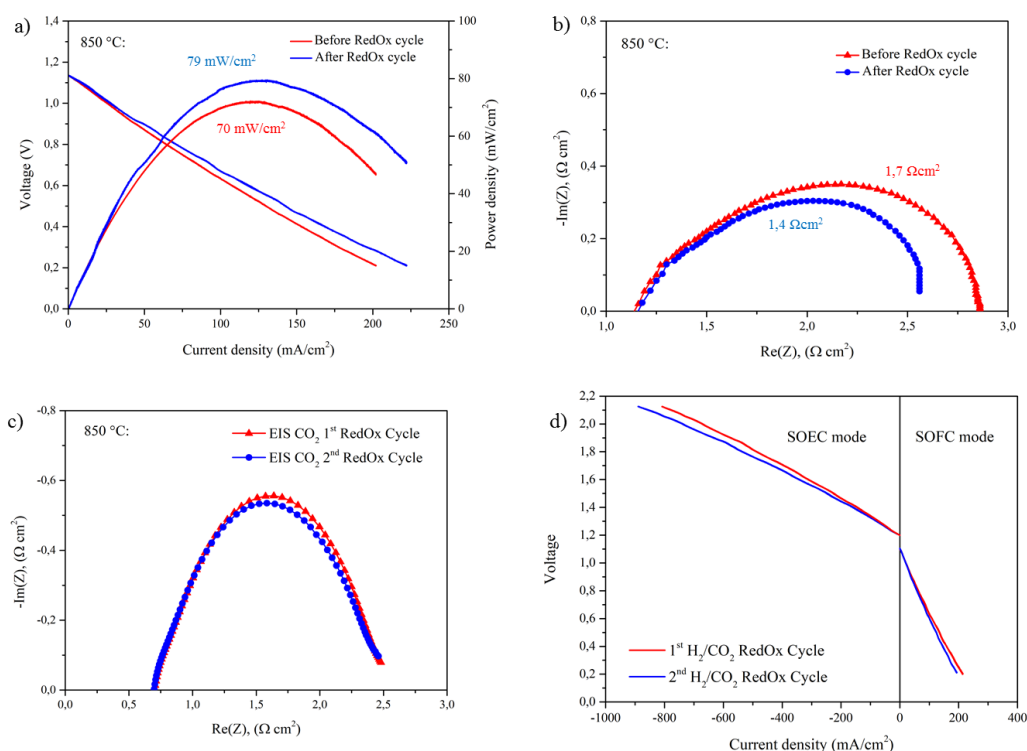 a)
850 °C:
Before RedOx cycle
After RedOx cycle
79 mW/cm²
70 mW/cm²
1,4
1,2
1,0
0,8
0,6
0,4
0,2
0,0
Voltage (V)
100
80
60
40
20
0
Power density (mW/cm²)
0 50 100 150 200 250
Current density (mA/cm²)
b)
850 °C:
Before RedOx cycle
After RedOx cycle
1,7 Ωcm²
1,4 Ωcm²
0,8
0,6
0,4
0,2
0,0
-Im(Z), (Ω cm²)
1,0 1,5 2,0 2,5 3,0
Re(Z), (Ω cm²)
c)
850 °C:
EIS CO₂ 1st RedOx Cycle
EIS CO₂ 2nd RedOx Cycle
-0,8
-0,6
-0,4
-0,2
0,0
-Im(Z), (Ω cm²)
0,0 0,5 1,0 1,5 2,0 2,5 3,0
Re(Z), (Ω cm²)
d)
SOEC mode
SOFC mode
1st H₂/CO₂ RedOx Cycle
2nd H₂/CO₂ RedOx Cycle
2,2
2,0
1,8
1,6
1,4
1,2
1,0
0,8
0,6
0,4
0,2
0,0
Voltage
-1000 -800 -600 -400 -200 0 200 400
Current density (mA/cm²)